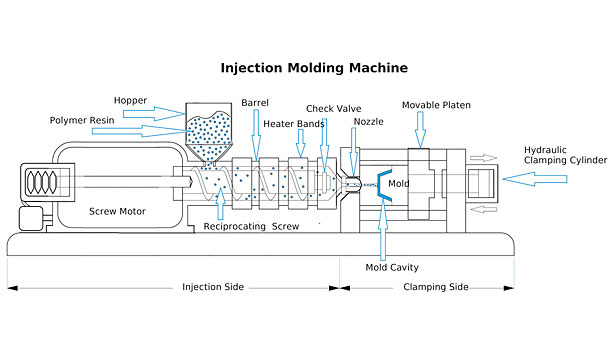 Injection Molding Machine
Hopper
Barrel
Check Valve
Movable Platen
Polymer Resin
Heater Bands
Nozzle
Hydraulic
Clamping Cylinder
Mold
Screw Motor
Reciprocating Screw
Mold Cavity
Injection Side
Clamping Side